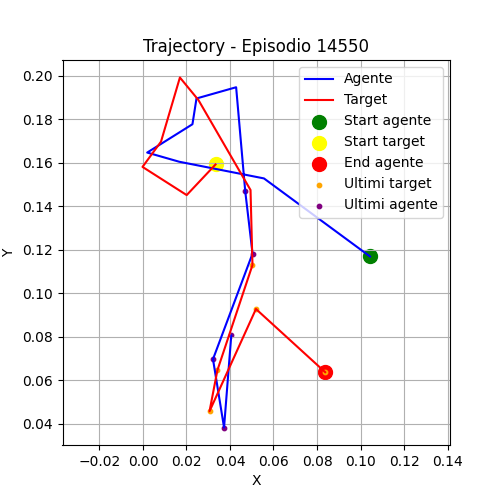 Trajectory - Episodio 14550
Agente
Target
Start agente
Start target
End agente
Ultimi target
Ultimi agente
Y
0.20
0.18
0.16
0.14
0.12
0.10
0.08
0.06
0.04
−0.02 0.00 0.02 0.04 0.06 0.08 0.10 0.12 0.14
X